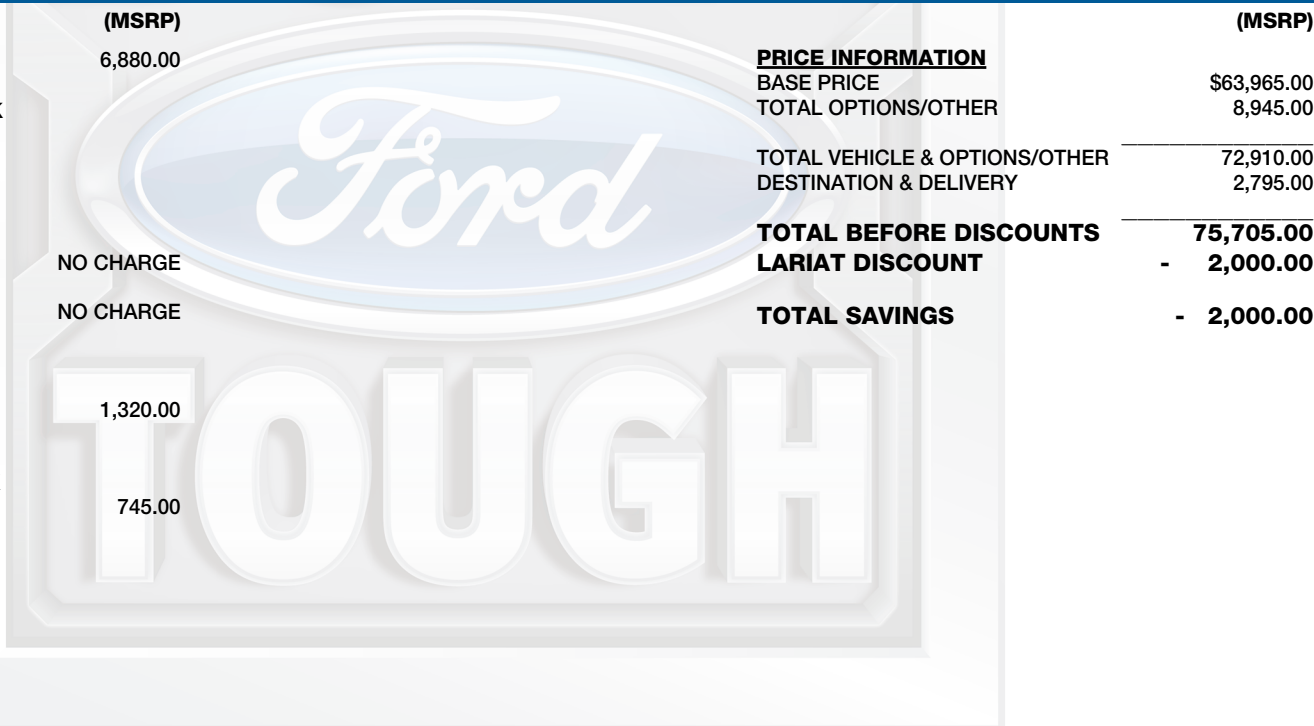 (MSRP)
6,880.00
NO CHARGE
NO CHARGE
1,320.00
745.00
Ford
TOUGH
(MSRP)
PRICE INFORMATION
BASE PRICE $63,965.00
TOTAL OPTIONS/OTHER 8,945.00
TOTAL VEHICLE & OPTIONS/OTHER 72,910.00
DESTINATION & DELIVERY 2,795.00
TOTAL BEFORE DISCOUNTS 75,705.00
LARIAT DISCOUNT - 2,000.00
TOTAL SAVINGS - 2,000.00